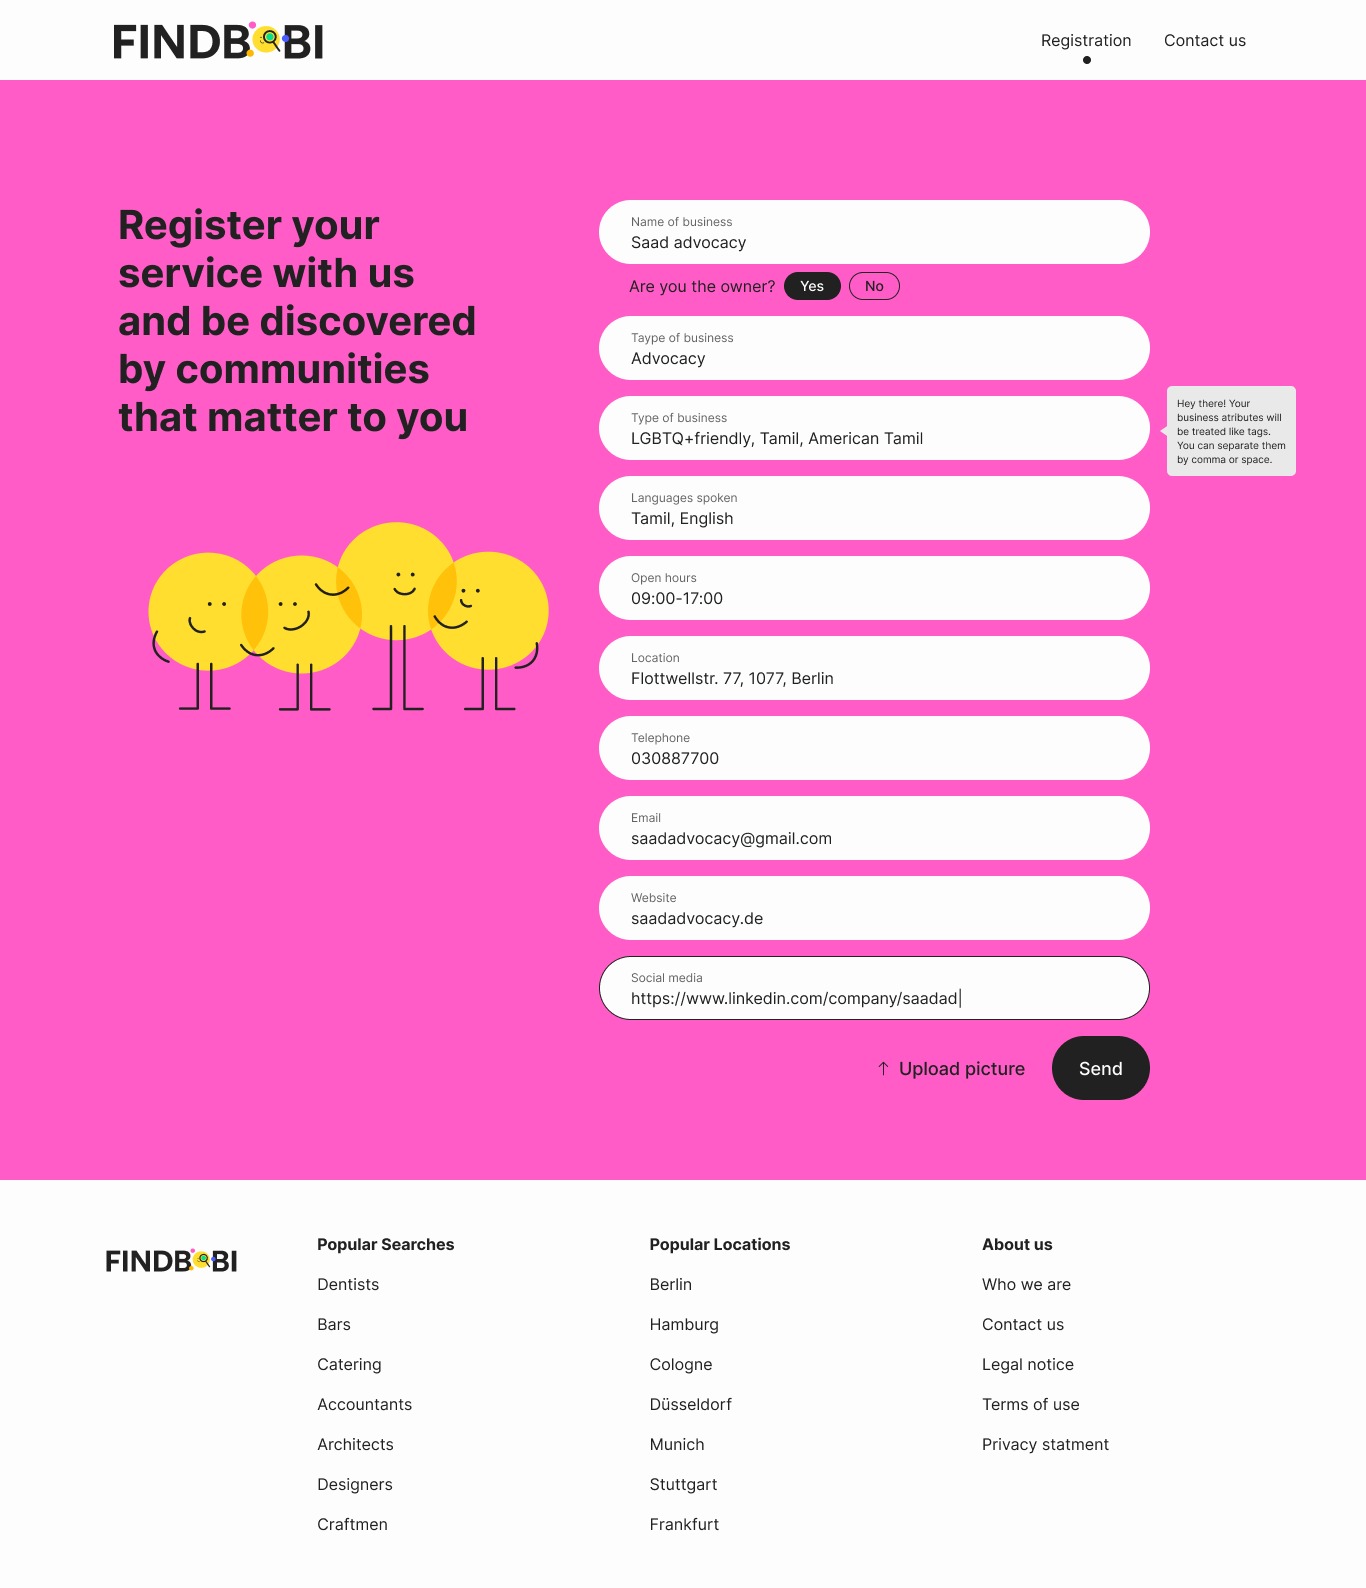 FINDBOBI
Registration
Contact us
Register your
service with us
and be discovered
by communities
that matter to you
Name of business
Saad advocacy
Are you the owner?
Yes
No
Taype of business
Advocacy
Type of business
LGBTQ+friendly, Tamil, American Tamil
Hey there! Your
business atributes will
be treated like tags.
You can separate them
by comma or space.
Languages spoken
Tamil, English
Open hours
09:00-17:00
Location
Flottwellstr. 77, 1077, Berlin
Telephone
030887700
Email
saadadvocacy@gmail.com
Website
saadadvocacy.de
Social media
https://www.linkedin.com/company/saadad
↑ Upload picture
Send
FINDBOBI
Popular Searches
Dentists
Bars
Catering
Accountants
Architects
Designers
Craftmen
Popular Locations
Berlin
Hamburg
Cologne
Düsseldorf
Munich
Stuttgart
Frankfurt
About us
Who we are
Contact us
Legal notice
Terms of use
Privacy statment